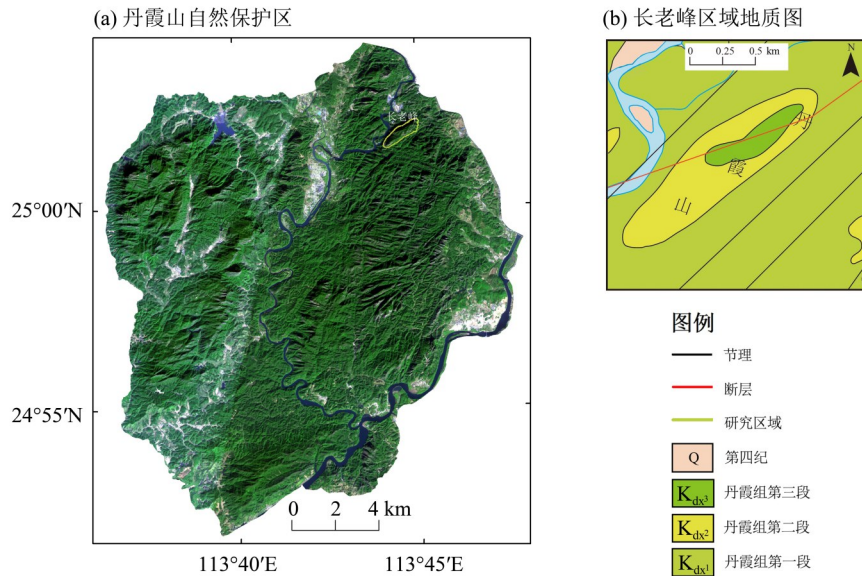 (a) 丹霞山自然保护区
长老峰
25°00′N
24°55′N
0 2 4 km
113°40′E
113°45′E
(b) 长老峰区域地质图
0 0.25 0.5 km
N
丹
霞
山
图例
节理
断层
研究区域
Q 第四纪
Kdx³ 丹霞组第三段
Kdx² 丹霞组第二段
Kdx¹ 丹霞组第一段